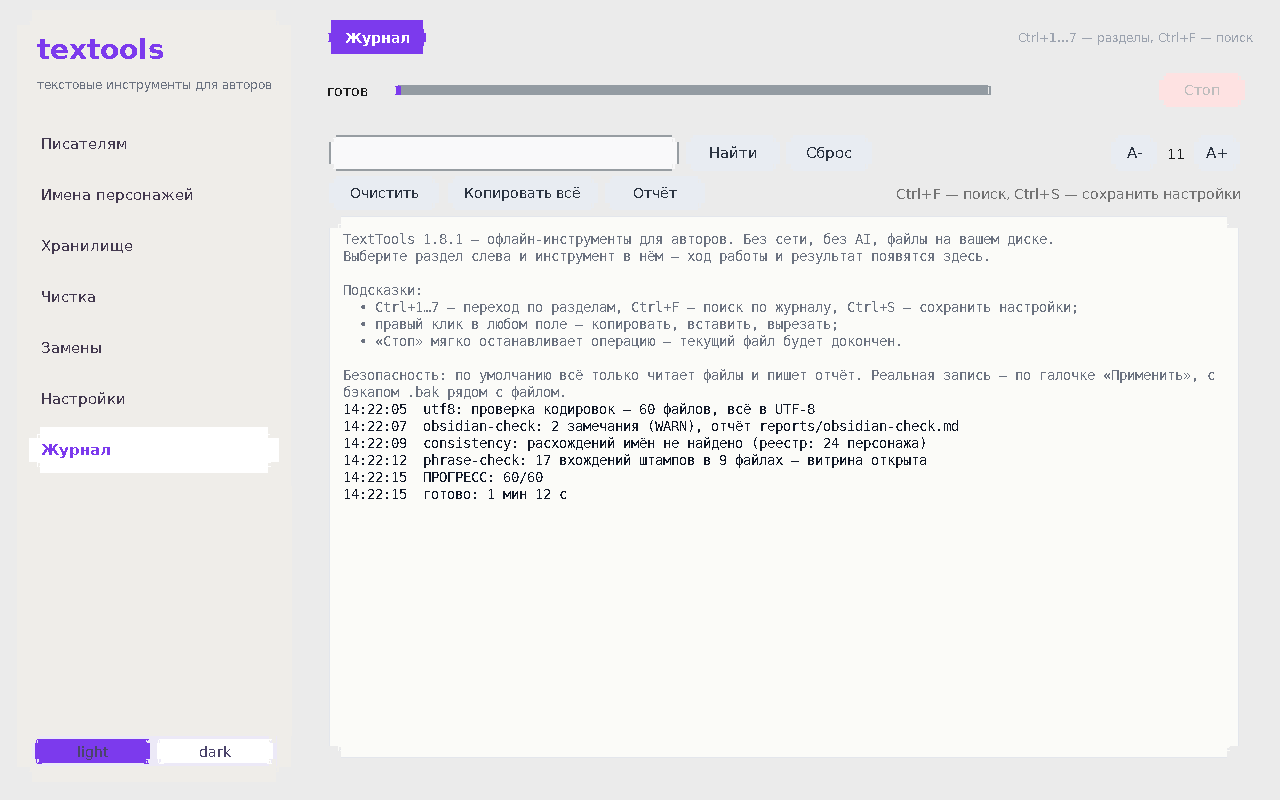 textools
текстовые инструменты для авторов
Писателям
Имена персонажей
Хранилище
Чистка
Замены
Настройки
Журнал
light
dark
Журнал
Ctrl+1…7 — разделы, Ctrl+F — поиск
готов
Стоп
Найти
Сброс
A-
11
A+
Очистить
Копировать всё
Отчёт
Ctrl+F — поиск, Ctrl+S — сохранить настройки
TextTools 1.8.1 — офлайн-инструменты для авторов. Без сети, без AI, файлы на вашем диске.
Выберите раздел слева и инструмент в нём — ход работы и результат появятся здесь.
Подсказки:
• Ctrl+1…7 — переход по разделам, Ctrl+F — поиск по журналу, Ctrl+S — сохранить настройки;
• правый клик в любом поле — копировать, вставить, вырезать;
• «Стоп» мягко останавливает операцию — текущий файл будет докончен.
Безопасность: по умолчанию всё только читает файлы и пишет отчёт. Реальная запись — по галочке «Применить», с
бэкапом .bak рядом с файлом.
14:22:05 utf8: проверка кодировок — 60 файлов, всё в UTF-8
14:22:07 obsidian-check: 2 замечания (WARN), отчёт reports/obsidian-check.md
14:22:09 consistency: расхождений имён не найдено (реестр: 24 персонажа)
14:22:12 phrase-check: 17 вхождений штампов в 9 файлах — витрина открыта
14:22:15 ПРОГРЕСС: 60/60
14:22:15 готово: 1 мин 12 с